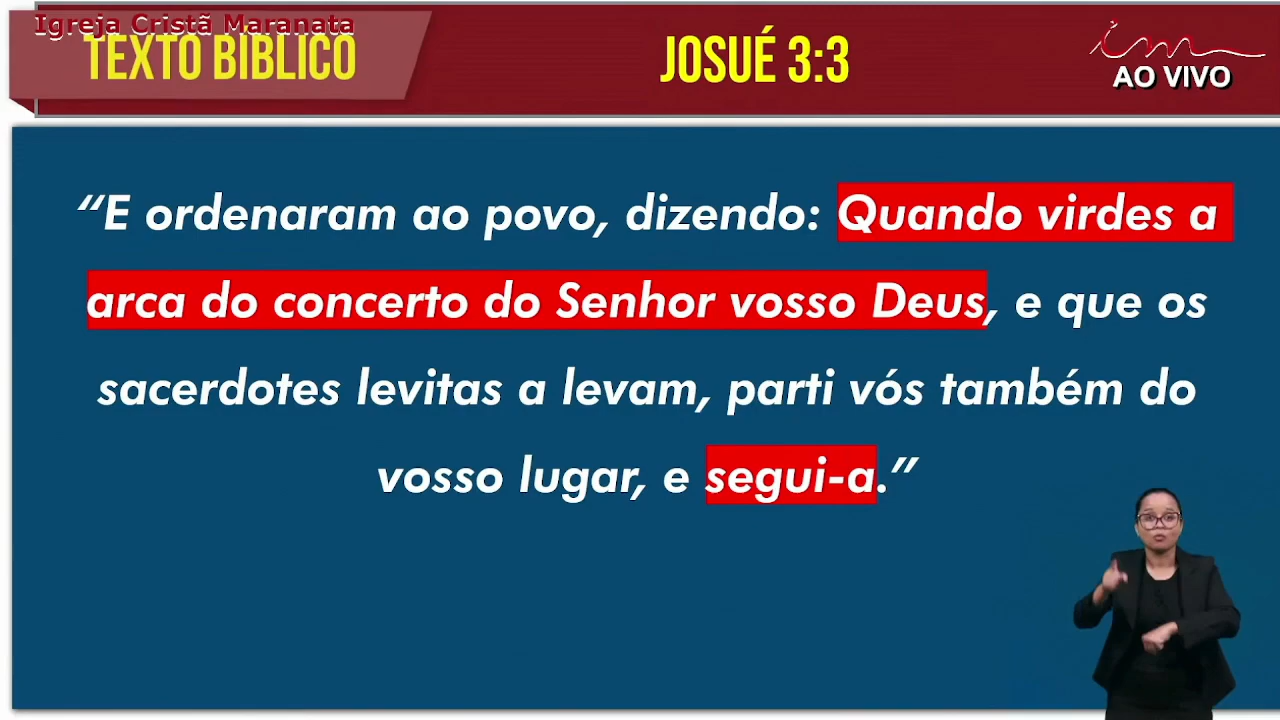 Igreja Cristã Maranata
TEXTO BÍBLICO
JOSUÉ 3:3
im
AO VIVO
“E ordenaram ao povo, dizendo: Quando virdes a
arca do concerto do Senhor vosso Deus, e que os
sacerdotes levitas a levam, parti vós também do
vosso lugar, e segui-a.”